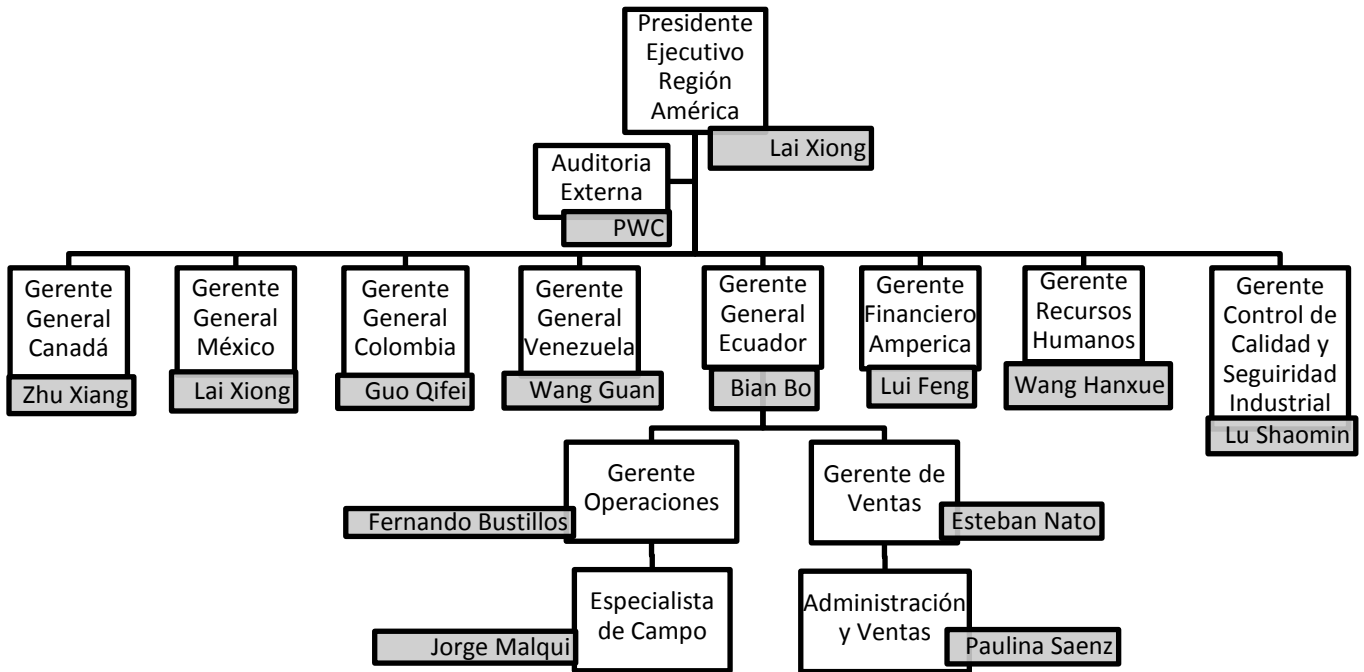 Presidente
Ejecutivo
Región
América
Lai Xiong
Auditoria
Externa
PWC
Gerente
General
Canadá
Zhu Xiang
Gerente
General
México
Lai Xiong
Gerente
General
Colombia
Guo Qifei
Gerente
General
Venezuela
Wang Guan
Gerente
General
Ecuador
Bian Bo
Gerente
Financiero
Amperica
Lui Feng
Gerente
Recursos
Humanos
Wang Hanxue
Gerente
Control de
Calidad y
Seguiridad
Industrial
Lu Shaomin
Gerente
Operaciones
Fernando Bustillos
Gerente de
Ventas
Esteban Nato
Especialista
de Campo
Jorge Malqui
Administración
y Ventas
Paulina Saenz